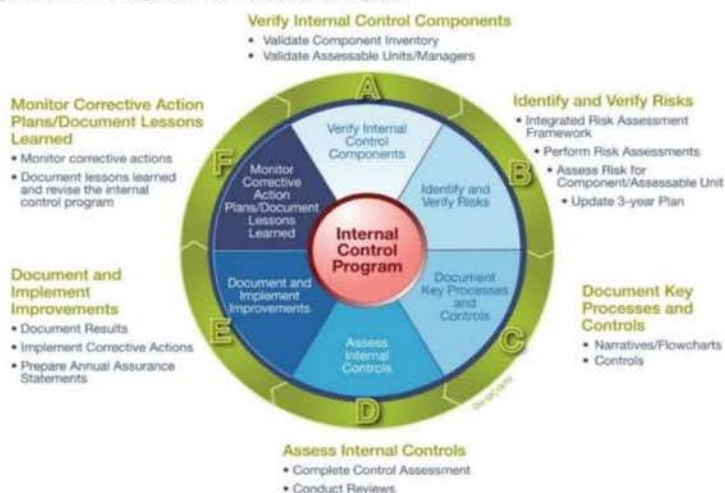 Verify Internal Control Components
• Validate Component Inventory
• Validate Assessable Units/Managers
Monitor Corrective Action
Plans/Document Lessons
Learned
• Monitor corrective actions
• Document lessons learned
and revise the internal
control program
Identify and Verify Risks
• Integrated Risk Assessment
Framework
• Perform Risk Assessments
• Assess Risk for
Component/Assessable Unit
• Update 3-year Plan
A
Verify Internal
Control
Components
B
Identify and
Verify Risks
C
Document
Key Processes
and
Controls
D
Assess
Internal
Controls
E
Document and
Implement
Improvements
F
Monitor
Corrective
Action
Plans/Document
Lessons
Learned
Internal
Control
Program
Document and
Implement
Improvements
• Document Results
• Implement Corrective Actions
• Prepare Annual Assurance
Statements
Document Key
Processes and
Controls
• Narratives/Flowcharts
• Controls
Assess Internal Controls
• Complete Control Assessment
• Conduct Reviews